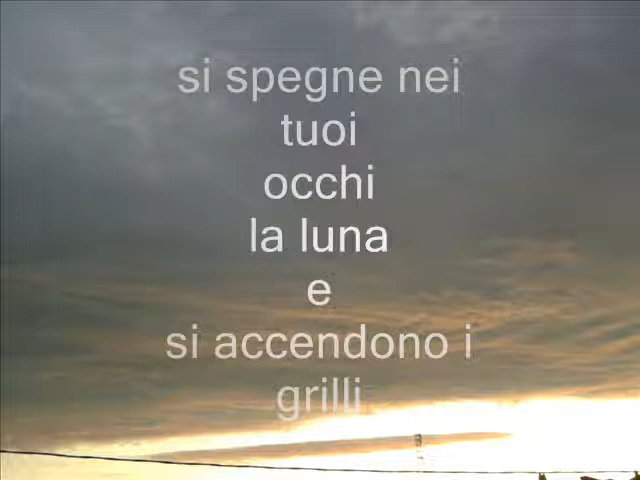 si spegne nei
tuoi
occhi
la luna
e
si accendono i
grilli